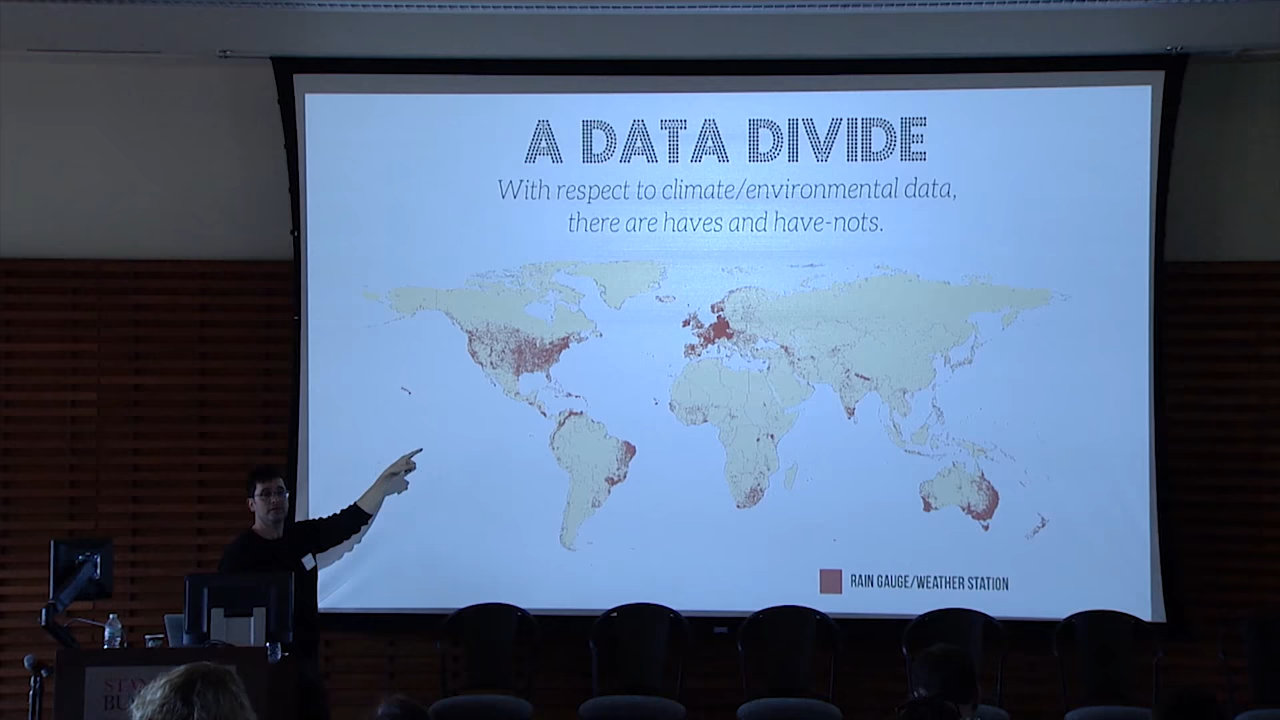 A DATA DIVIDE
With respect to climate/environmental data,
there are haves and have-nots.
RAIN GAUGE/WEATHER STATION